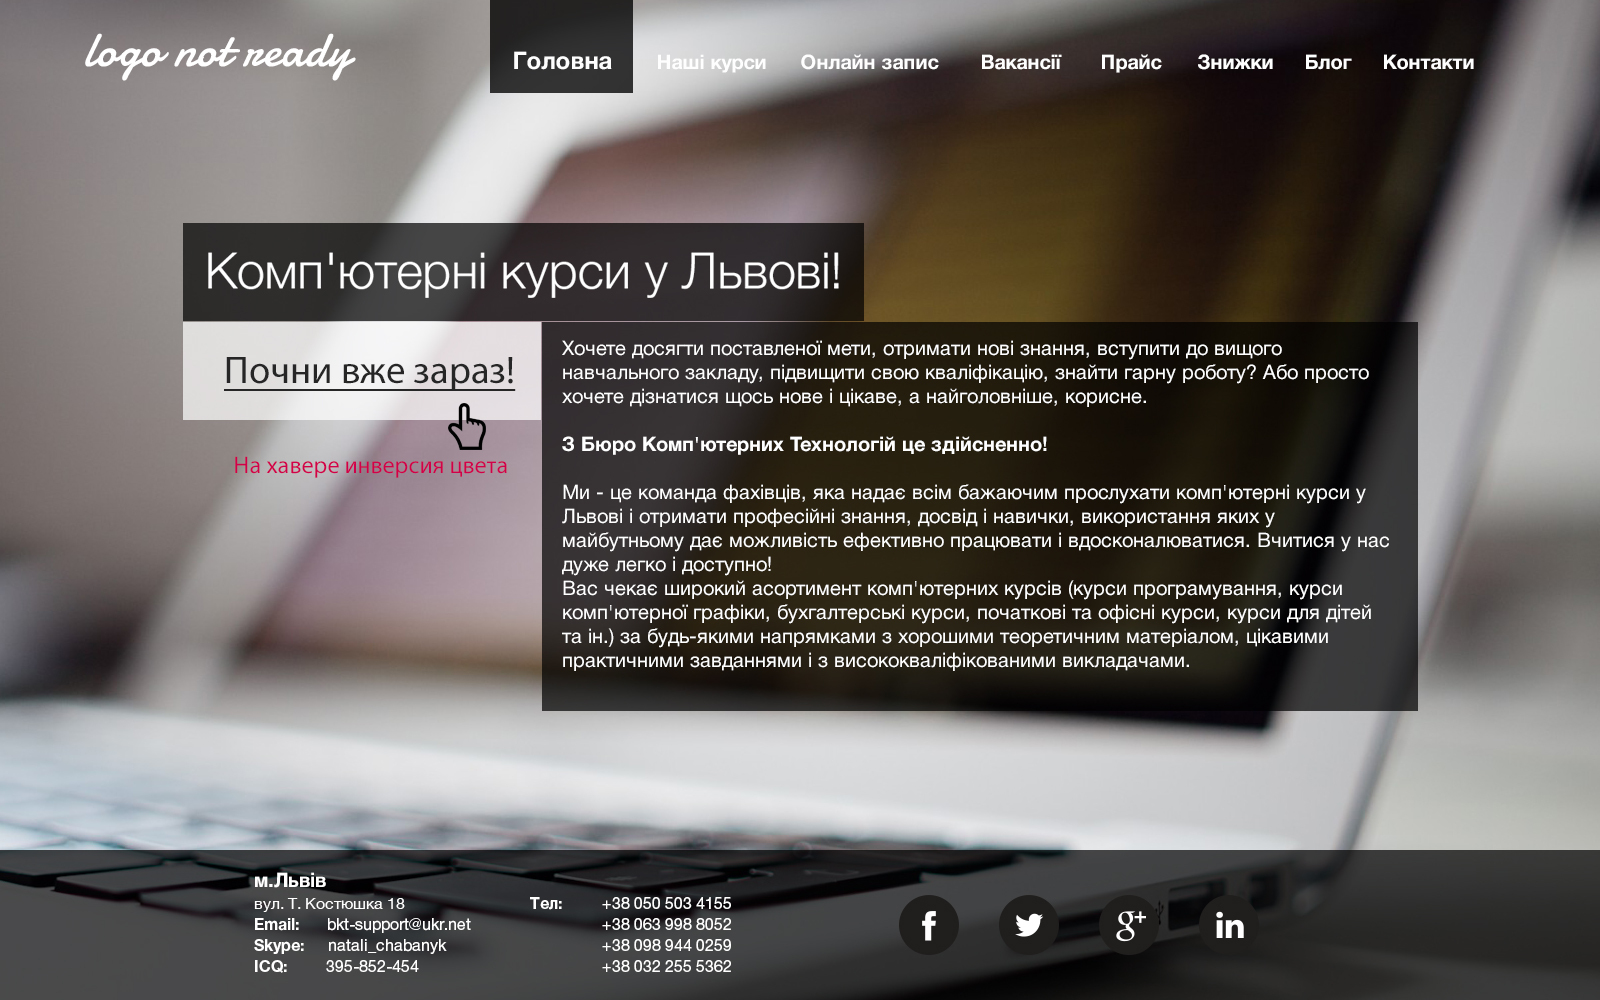 logo not ready
Головна Наші курси Онлайн запис Вакансії Прайс Знижки Блог Контакти
Комп'ютерні курси у Львові!
Почни вже зараз!
На хавере инверсия цвета
Хочете досягти поставленої мети, отримати нові знання, вступити до вищого
навчального закладу, підвищити свою кваліфікацію, знайти гарну роботу? Або просто
хочете дізнатися щось нове і цікаве, а найголовніше, корисне.
З Бюро Комп'ютерних Технологій це здійсненно!
Ми - це команда фахівців, яка надає всім бажаючим прослухати комп'ютерні курси у
Львові і отримати професійні знання, досвід і навички, використання яких у
майбутньому дає можливість ефективно працювати і вдосконалюватися. Вчитися у нас
дуже легко і доступно!
Вас чекає широкий асортимент комп'ютерних курсів (курси програмування, курси
комп'ютерної графіки, бухгалтерські курси, початкові та офісні курси, курси для дітей
та ін.) за будь-якими напрямками з хорошими теоретичним матеріалом, цікавими
практичними завданнями і з висококваліфікованими викладачами.
м.Львів
вул. Т. Костюшка 18
Email: bkt-support@ukr.net
Skype: natali_chabanyk
ICQ: 395-852-454
Тел: +38 050 503 4155
+38 063 998 8052
+38 098 944 0259
+38 032 255 5362
f
g+
in